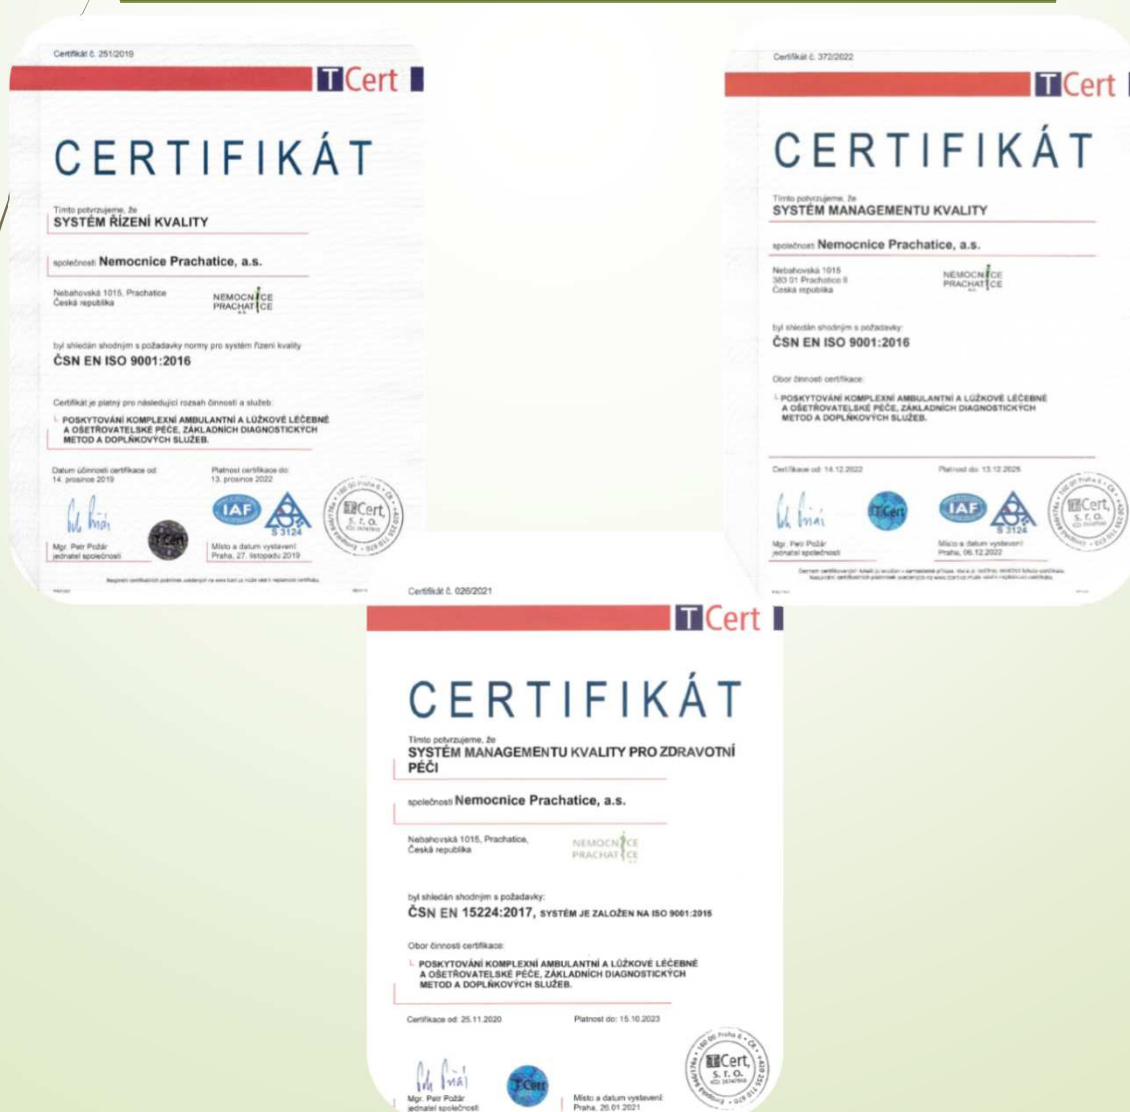 Certifikát č. 251/2019
TCert
CERTIFIKÁT
Tímto potvrzujeme, že
SYSTÉM ŘÍZENÍ KVALITY
společnosti Nemocnice Prachatice, a.s.
Nebahovská 1015, Prachatice
Česká republika
NEMOCNICE
PRACHATICE
a.s.
byl shledán shodným s požadavky normy pro systém řízení kvality
ČSN EN ISO 9001:2016
Certifikát je platný pro následující rozsah činností a služeb:
POSKYTOVÁNÍ KOMPLEXNÍ AMBULANTNÍ A LŮŽKOVÉ LÉČEBNÉ
A OŠETŘOVATELSKÉ PÉČE, ZÁKLADNÍCH DIAGNOSTICKÝCH
METOD A DOPLŇKOVÝCH SLUŽEB.
Datum účinnosti certifikace od:
14. prosince 2019
Platnost certifikace do:
13. prosince 2022
IAF
S 3124
TCert
TCert,
s. r. o.
Mgr. Petr Požár
jednatel společnosti
Místo a datum vystavení:
Praha, 27. listopadu 2019
Certifikát č. 372/2022
TCert
CERTIFIKÁT
Tímto potvrzujeme, že
SYSTÉM MANAGEMENTU KVALITY
společnosti Nemocnice Prachatice, a.s.
Nebahovská 1015
383 01 Prachatice II
Česká republika
NEMOCNICE
PRACHATICE
a.s.
byl shledán shodným s požadavky:
ČSN EN ISO 9001:2016
Obor činnosti certifikace:
POSKYTOVÁNÍ KOMPLEXNÍ AMBULANTNÍ A LŮŽKOVÉ LÉČEBNÉ
A OŠETŘOVATELSKÉ PÉČE, ZÁKLADNÍCH DIAGNOSTICKÝCH
METOD A DOPLŇKOVÝCH SLUŽEB.
Certifikace od: 14.12.2022
Platnost do: 13.12.2025
TCert
IAF
S 3124
TCert,
s. r. o.
Mgr. Petr Požár
jednatel společnosti
Místo a datum vystavení:
Praha, 06.12.2022
Certifikát č. 026/2021
TCert
CERTIFIKÁT
Tímto potvrzujeme, že
SYSTÉM MANAGEMENTU KVALITY PRO ZDRAVOTNÍ
PÉČI
společnosti Nemocnice Prachatice, a.s.
Nebahovská 1015, Prachatice,
Česká republika
NEMOCNICE
PRACHATICE
byl shledán shodným s požadavky:
ČSN EN 15224:2017, SYSTÉM JE ZALOŽEN NA ISO 9001:2015
Obor činnosti certifikace:
POSKYTOVÁNÍ KOMPLEXNÍ AMBULANTNÍ A LŮŽKOVÉ LÉČEBNÉ
A OŠETŘOVATELSKÉ PÉČE, ZÁKLADNÍCH DIAGNOSTICKÝCH
METOD A DOPLŇKOVÝCH SLUŽEB.
Certifikace od: 25.11.2020
Platnost do: 15.10.2023
TCert
TCert,
s. r. o.
Mgr. Petr Požár
jednatel společnosti
Místo a datum vystavení:
Praha, 26.01.2021